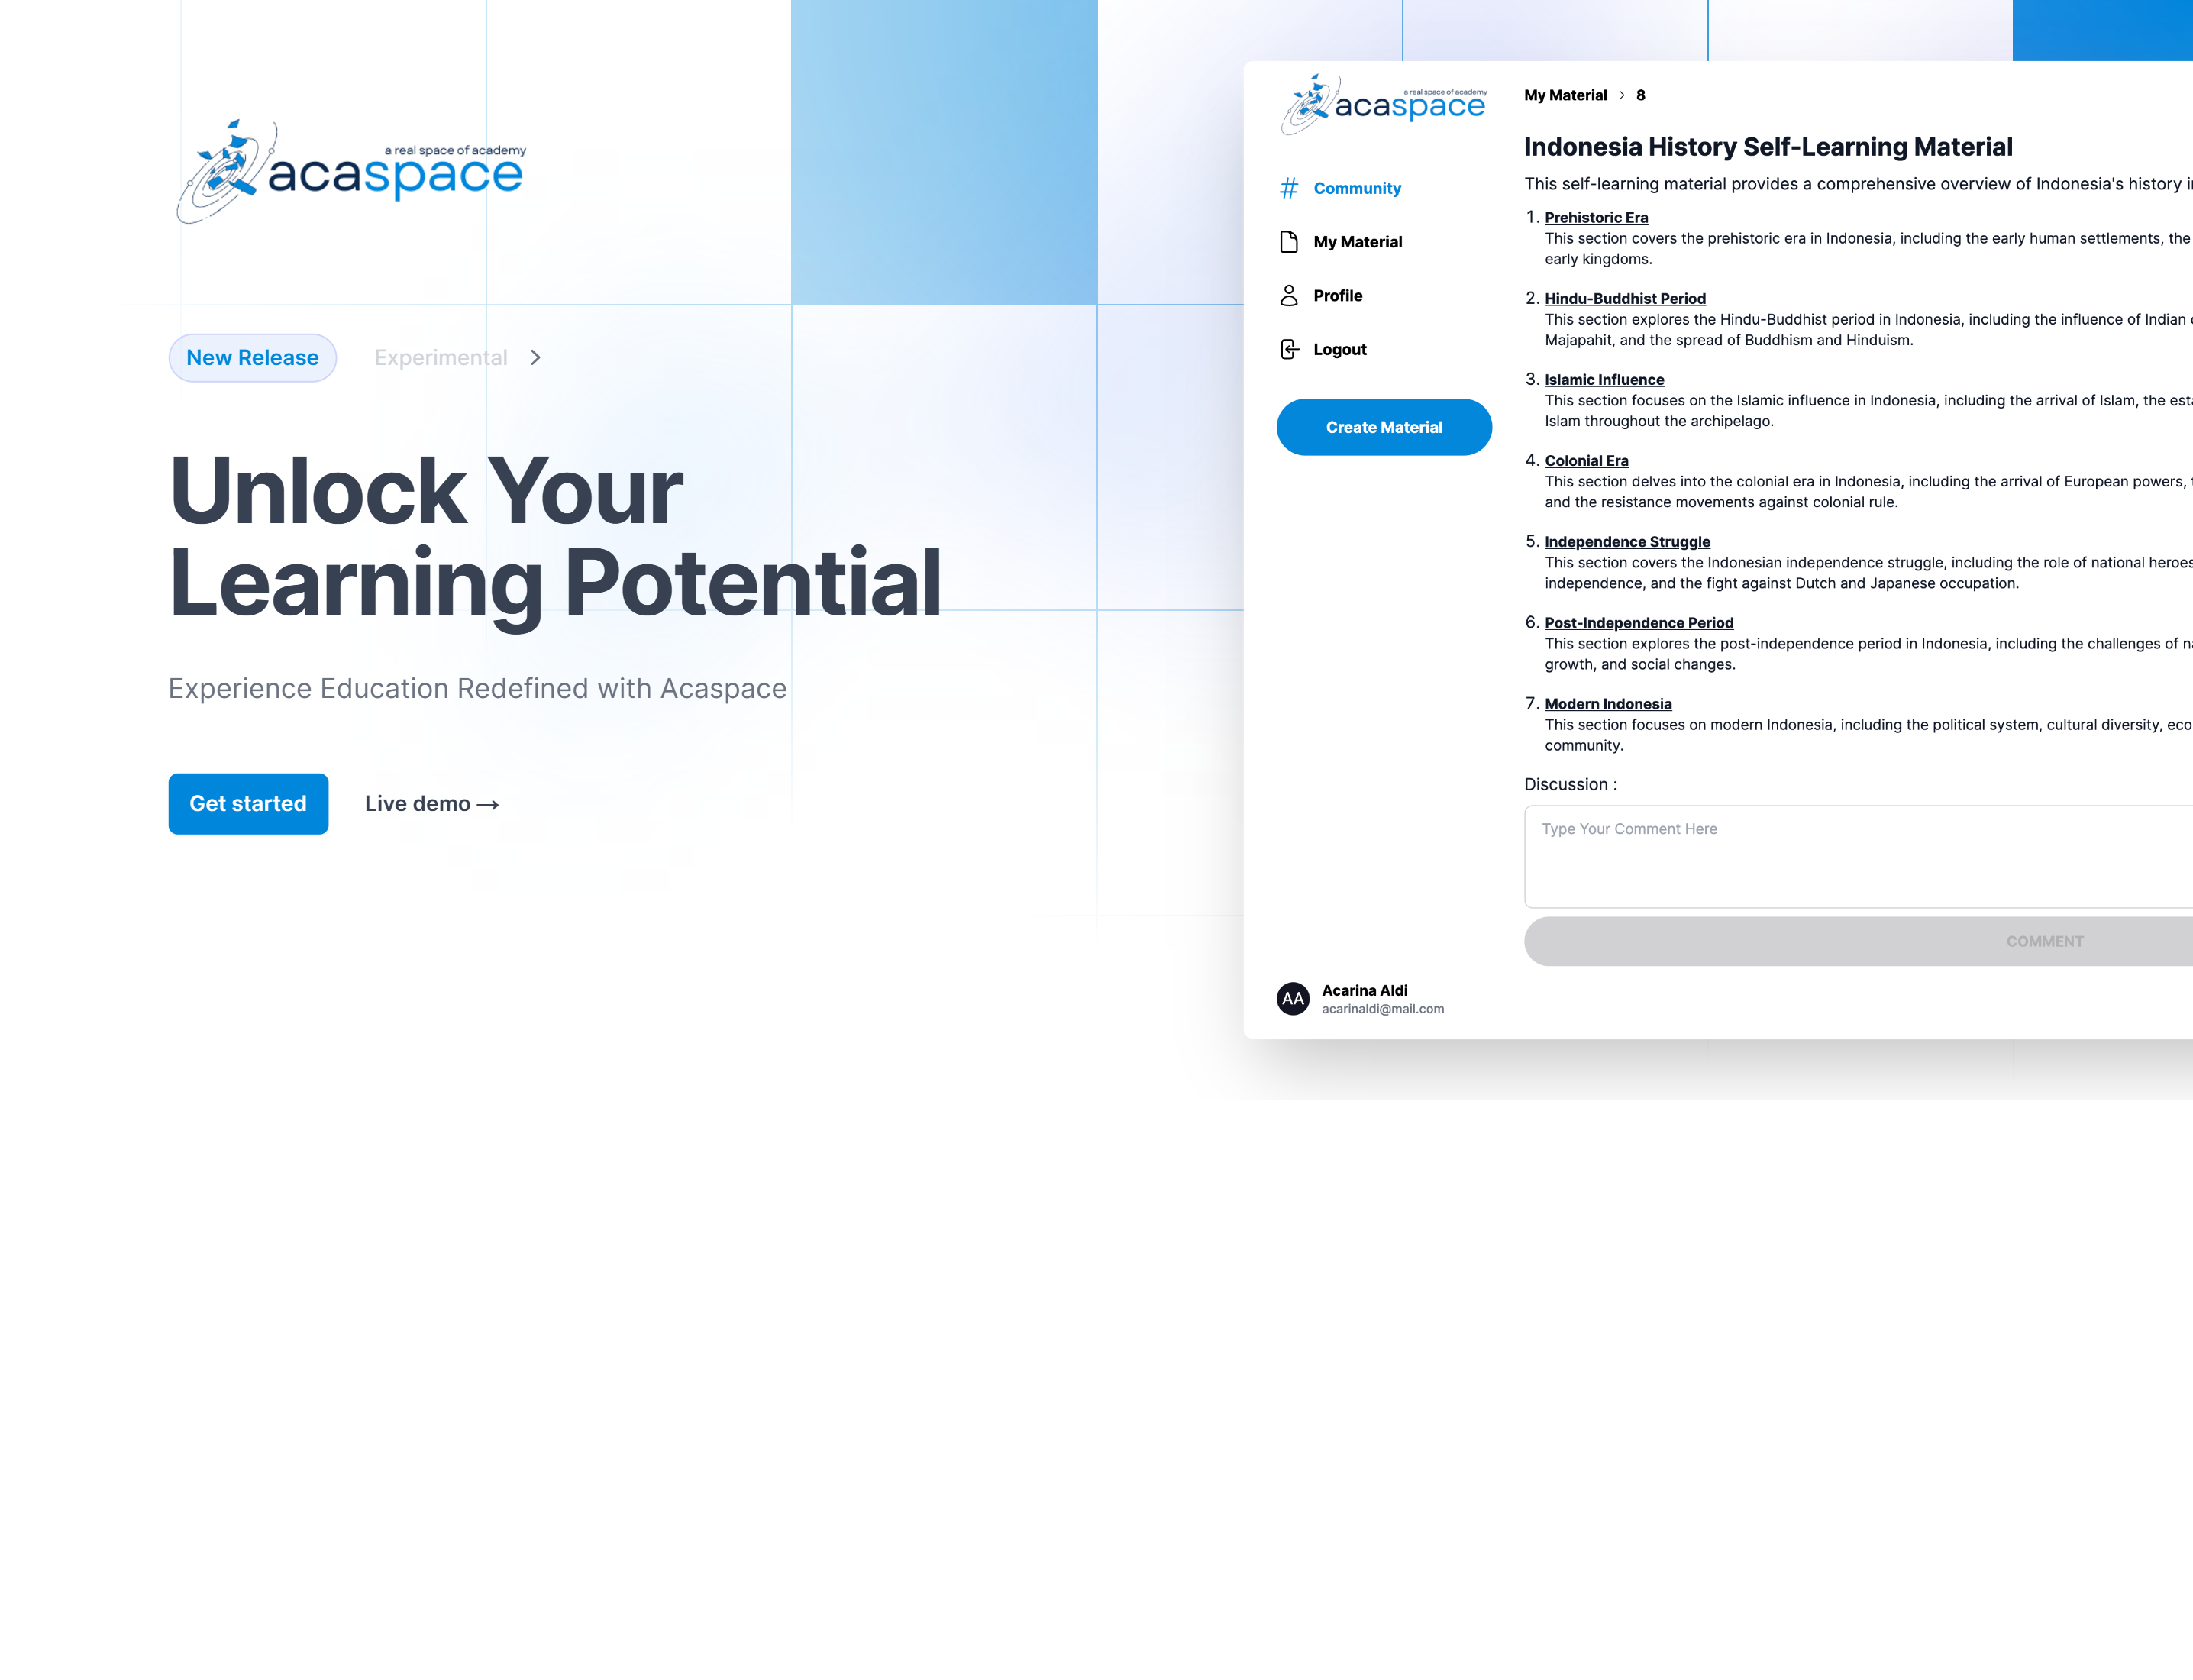 a real space of academy
acaspace
New Release
Experimental
Unlock Your
Learning Potential
Experience Education Redefined with Acaspace
Get started
Live demo →
a real space of academy
acaspace
Community
My Material
Profile
Logout
Create Material
AA
Acarina Aldi
acarinaldi@mail.com
My Material > 8
Indonesia History Self-Learning Material
This self-learning material provides a comprehensive overview of Indonesia's history
1. Prehistoric Era
This section covers the prehistoric era in Indonesia, including the early human settlements, the
early kingdoms.
2. Hindu-Buddhist Period
This section explores the Hindu-Buddhist period in Indonesia, including the influence of Indian
Majapahit, and the spread of Buddhism and Hinduism.
3. Islamic Influence
This section focuses on the Islamic influence in Indonesia, including the arrival of Islam, the
Islam throughout the archipelago.
4. Colonial Era
This section delves into the colonial era in Indonesia, including the arrival of European powers,
and the resistance movements against colonial rule.
5. Independence Struggle
This section covers the Indonesian independence struggle, including the role of national heroes
independence, and the fight against Dutch and Japanese occupation.
6. Post-Independence Period
This section explores the post-independence period in Indonesia, including the challenges of
growth, and social changes.
7. Modern Indonesia
This section focuses on modern Indonesia, including the political system, cultural diversity,
community.
Discussion :
Type Your Comment Here
COMMENT